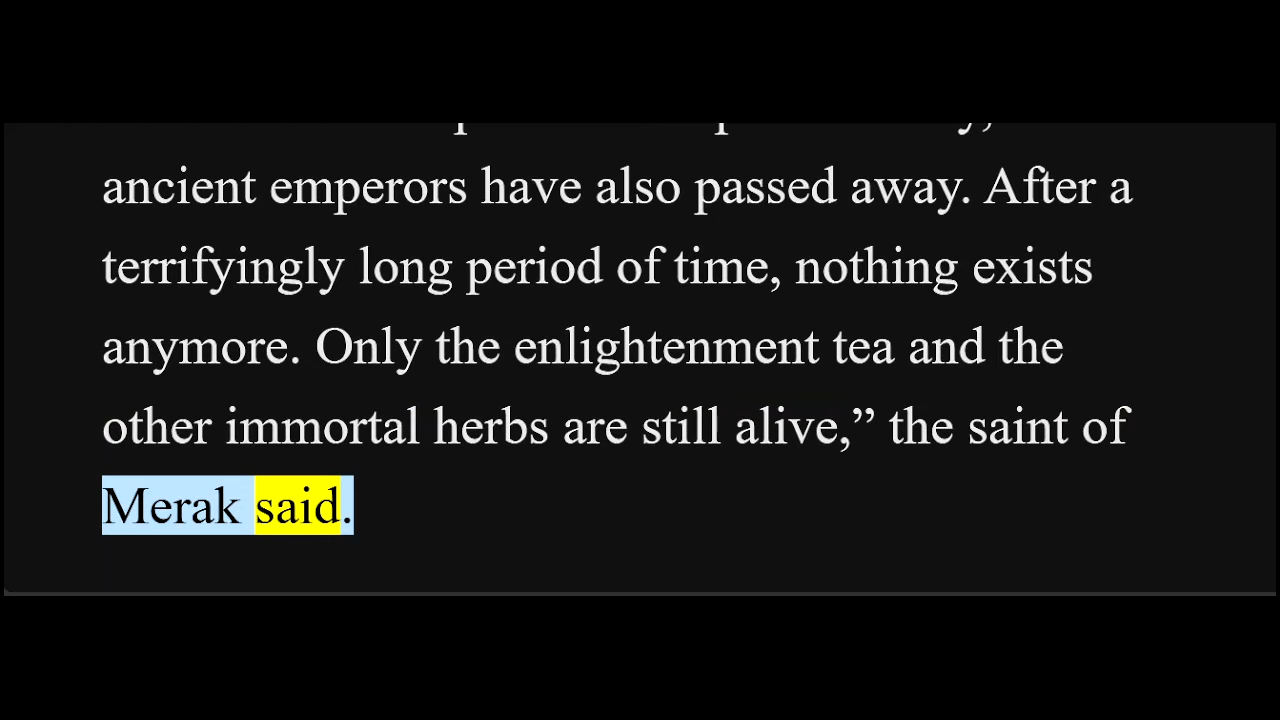 ancient emperors have also passed away. After a
terrifyingly long period of time, nothing exists
anymore. Only the enlightenment tea and the
other immortal herbs are still alive,” the saint of
Merak said.